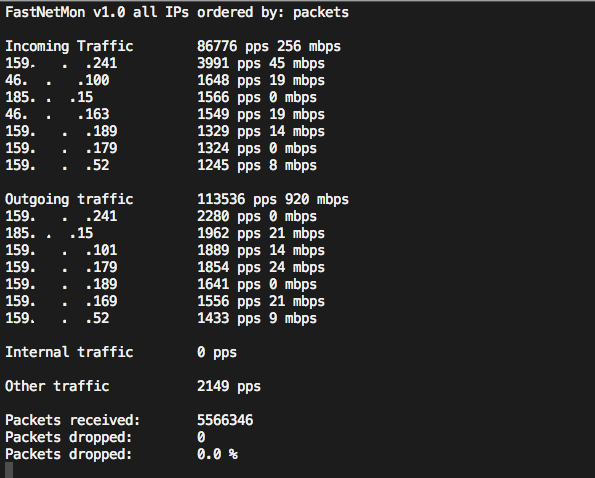 FastNetMon v1.0 all IPs ordered by: packets
Incoming Traffic 86776 pps 256 mbps
159. . .241 3991 pps 45 mbps
46. . .100 1648 pps 19 mbps
185. . .15 1566 pps 0 mbps
46. . .163 1549 pps 19 mbps
159. . .189 1329 pps 14 mbps
159. . .179 1324 pps 0 mbps
159. . .52 1245 pps 8 mbps
Outgoing traffic 113536 pps 920 mbps
159. . .241 2280 pps 0 mbps
185. . .15 1962 pps 21 mbps
159. . .101 1889 pps 14 mbps
159. . .179 1854 pps 24 mbps
159. . .189 1641 pps 0 mbps
159. . .169 1556 pps 21 mbps
159. . .52 1433 pps 9 mbps
Internal traffic 0 pps
Other traffic 2149 pps
Packets received: 5566346
Packets dropped: 0
Packets dropped: 0.0 %